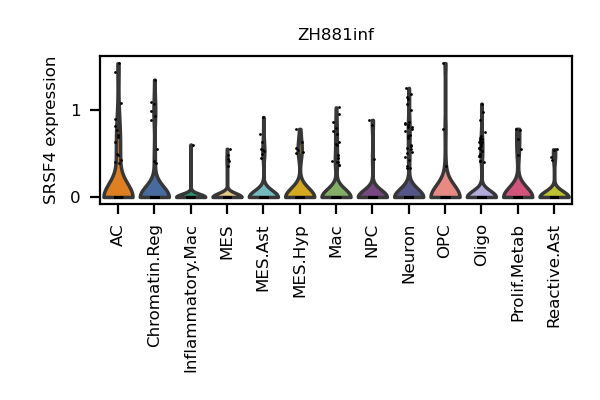 ZH881inf
SRSF4 expression
1
0
AC
Chromatin.Reg
Inflammatory.Mac
MES
MES.Ast
MES.Hyp
Mac
NPC
Neuron
OPC
Oligo
Prolif.Metab
Reactive.Ast